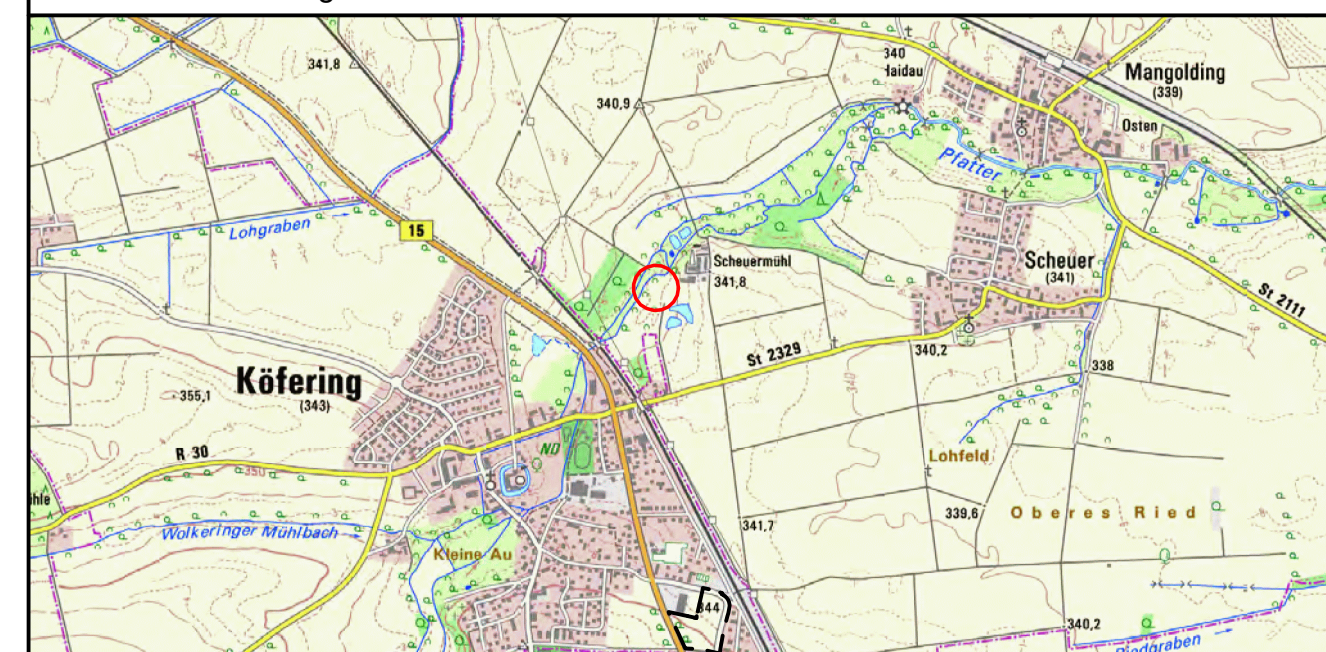 341,8
340
Haidau
Mangolding
(339)
340,9
Osten
Pfatter
15
Lohgraben
Scheuermühl
341,8
Scheuer
(341)
St 2111
St 2329
340,2
338
Köfering
(343)
355,1
ND
R 30
350
340
Lohfeld
339,6
Oberes Ried
341,7
Wolkeringer Mühlbach
Kleine Au
344
340,2